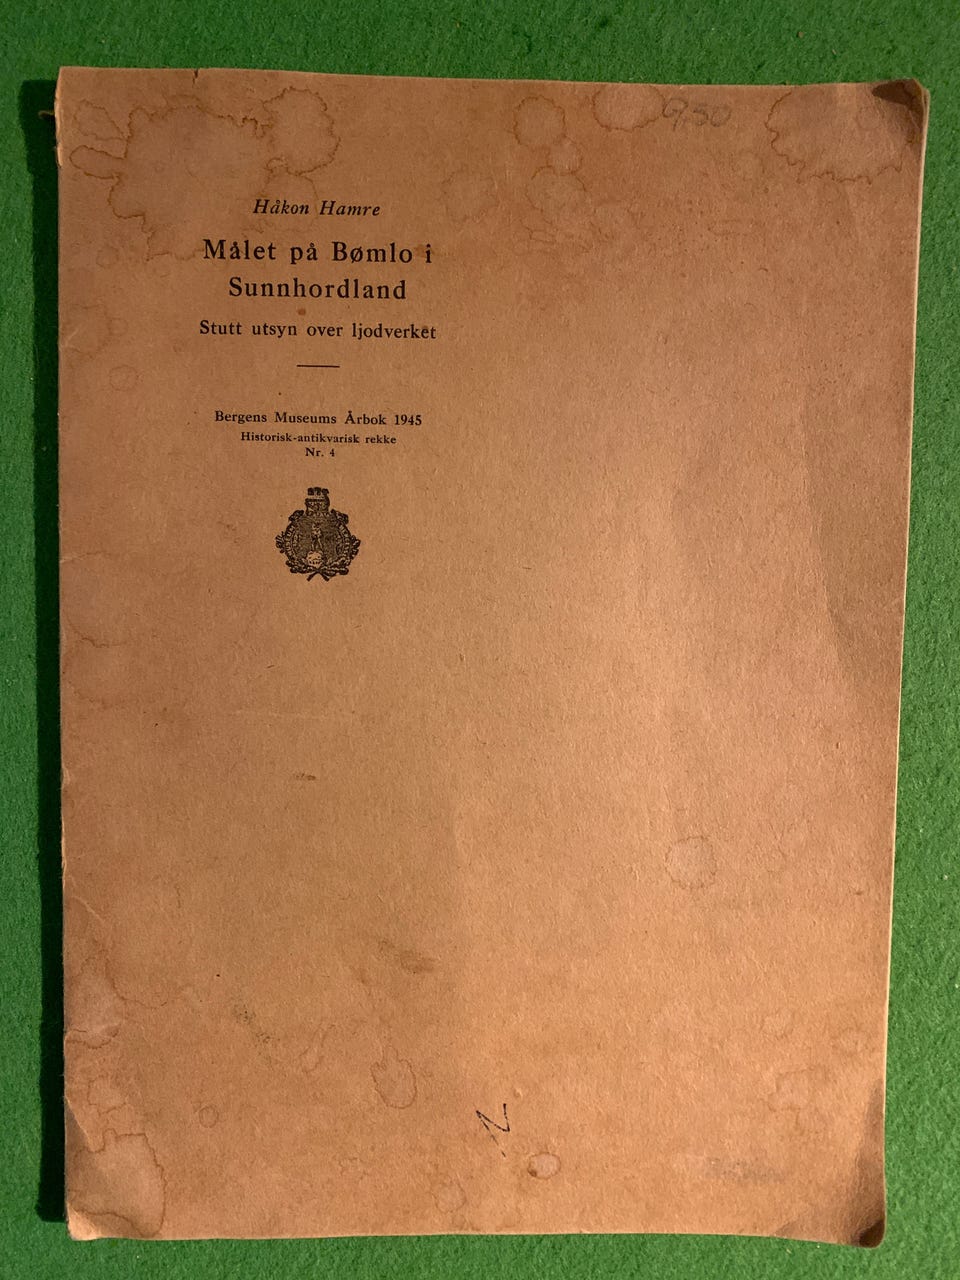 9,50
Håkon Hamre
Målet på Bømlo i
Sunnhordland
Stutt utsyn over ljodverket
Bergens Museums Årbok 1945
Historisk-antikvarisk rekke
Nr. 4